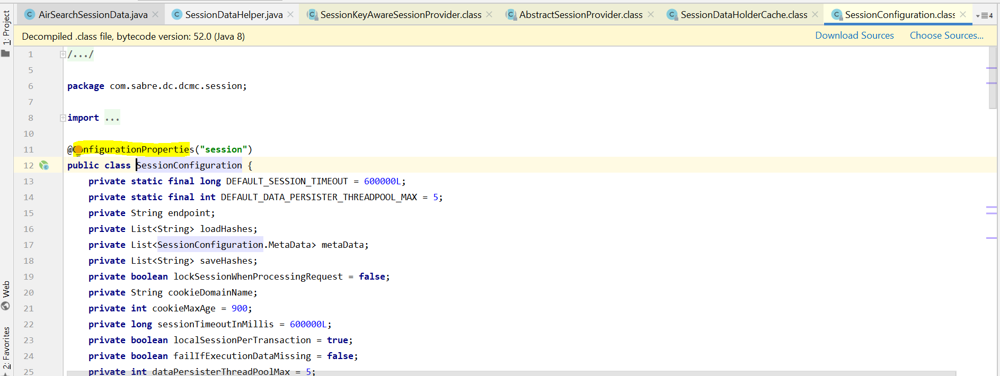 AirSearchSessionData.java SessionDataHelper.java SessionKeyAwareSessionProvider.class AbstractSessionProvider.class SessionDataHolderCache.class SessionConfiguration.class 4
1: Project
Decompiled .class file, bytecode version: 52.0 (Java 8) Download Sources Choose Sources...
1 /.../
5
6 package com.sabre.dc.dcmc.session;
7
8 import ...
10
11 @ConfigurationProperties("session")
12 public class SessionConfiguration {
13 private static final long DEFAULT_SESSION_TIMEOUT = 600000L;
14 private static final int DEFAULT_DATA_PERSISTER_THREADPOOL_MAX = 5;
15 private String endpoint;
16 private List<String> loadHashes;
17 private List<SessionConfiguration.MetaData> metaData;
18 private List<String> saveHashes;
19 private boolean lockSessionWhenProcessingRequest = false;
20 private String cookieDomainName;
21 private int cookieMaxAge = 900;
22 private long sessionTimeoutInMillis = 600000L;
23 private boolean localSessionPerTransaction = true;
24 private boolean failIfExecutionDataMissing = false;
25 private int dataPersisterThreadPoolMax = 5;
Web
2: Favorites